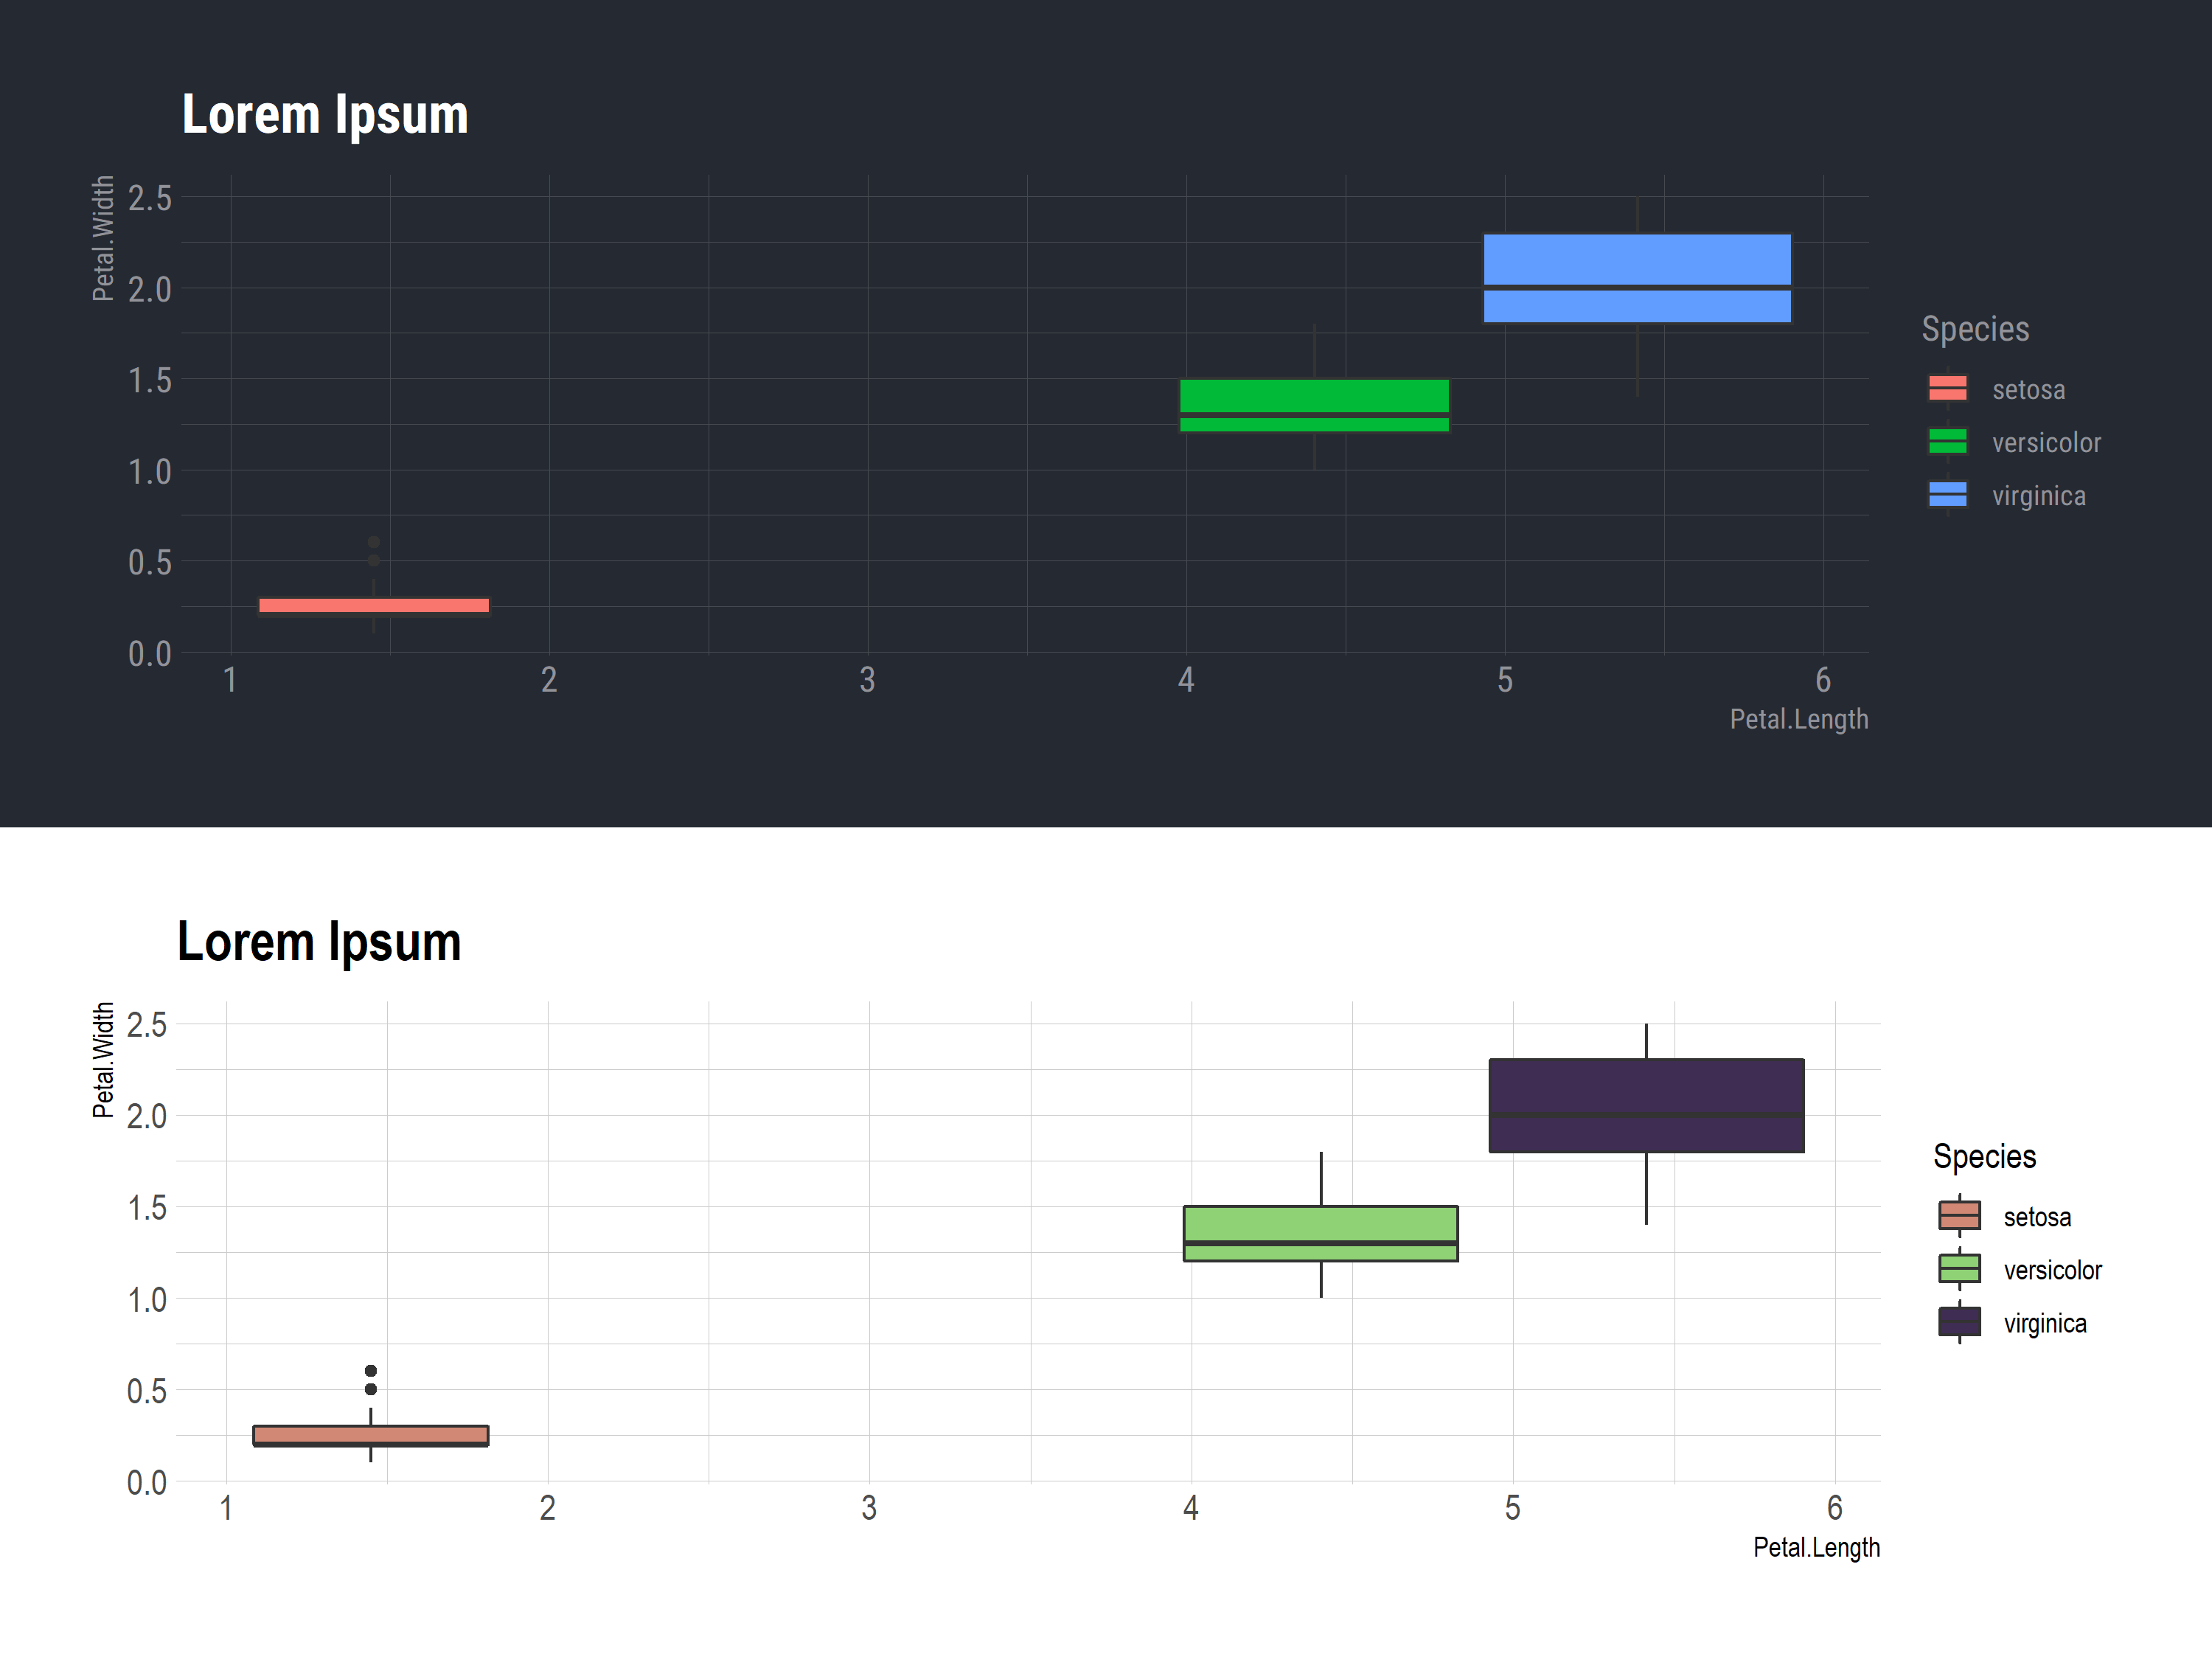 Lorem Ipsum
Petal.Width
2.5
2.0
1.5
1.0
0.5
0.0
1 2 3 4 5 6
Petal.Length
Species
setosa
versicolor
virginica
Lorem Ipsum
Petal.Width
2.5
2.0
1.5
1.0
0.5
0.0
1 2 3 4 5 6
Petal.Length
Species
setosa
versicolor
virginica